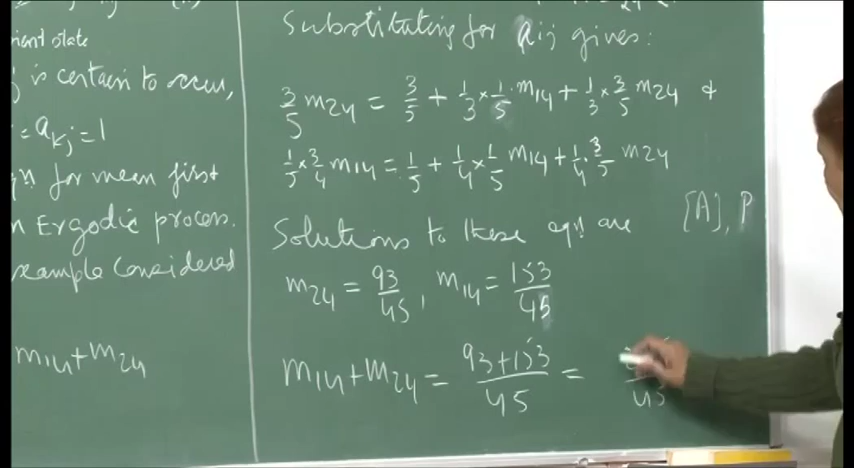 is certain to occur,
= a_kj = 1
for mean first
Ergodic process.
example considered
m14 + m24
Substituting for aij gives:
3/5 m24 = 3/5 + 1/3 × 1/5 · m14 + 1/3 × 3/5 m24 &
1/5 × 3/4 m14 = 1/5 + 1/4 × 1/5 m14 + 1/4 · 3/5 m24
Solutions to these eqn are [A], P
m24 = 93/45, m14 = 153/45
m14 + m24 = (93+153)/45 = /45